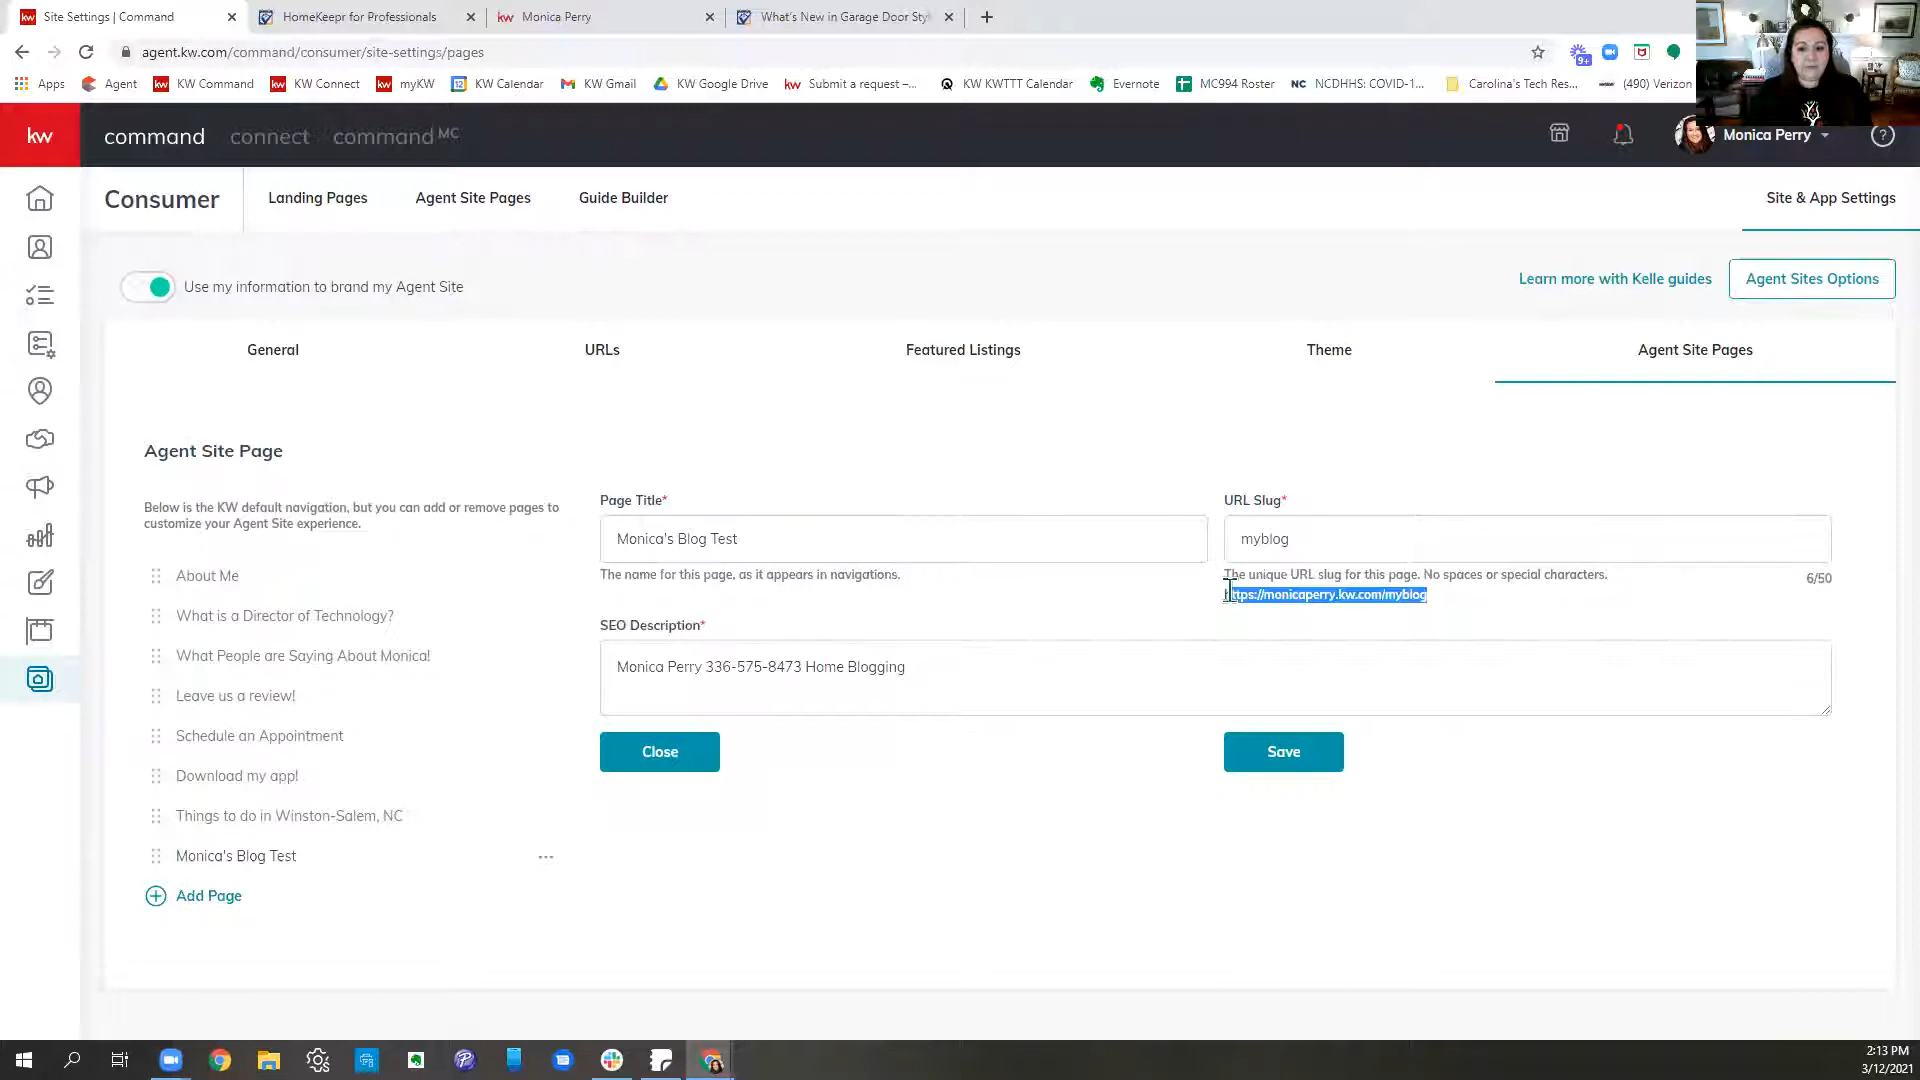 Site Settings | Command
HomeKeepr for Professionals
kw Monica Perry
What's New in Garage Door Sty
agent.kw.com/command/consumer/site-settings/pages
9+
Apps
Agent
kw KW Command
kw KW Connect
kw myKW
12 KW Calendar
KW Gmail
KW Google Drive
kw Submit a request –...
KW KWTTT Calendar
Evernote
MC994 Roster
NC NCDHHS: COVID-1...
Carolina's Tech Res...
(490) Verizon
kw
command connect command MC
Monica Perry
?
Consumer
Landing Pages
Agent Site Pages
Guide Builder
Site & App Settings
Use my information to brand my Agent Site
Learn more with Kelle guides
Agent Sites Options
General
URLs
Featured Listings
Theme
Agent Site Pages
Agent Site Page
Below is the KW default navigation, but you can add or remove pages to
customize your Agent Site experience.
About Me
What is a Director of Technology?
What People are Saying About Monica!
Leave us a review!
Schedule an Appointment
Download my app!
Things to do in Winston-Salem, NC
Monica's Blog Test
Add Page
Page Title*
Monica's Blog Test
The name for this page, as it appears in navigations.
URL Slug*
myblog
The unique URL slug for this page. No spaces or special characters.
6/50
https://monicaperry.kw.com/myblog
SEO Description*
Monica Perry 336-575-8473 Home Blogging
Close
Save
2:13 PM
3/12/2021